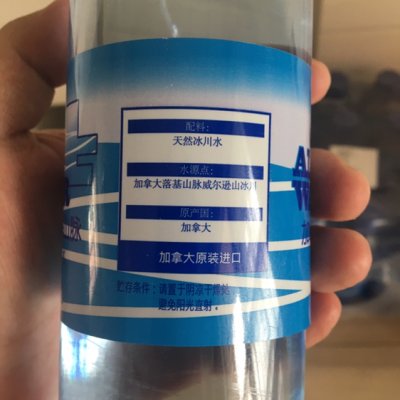 配料:
天然冰川水
水源点:
加拿大落基山脉威尔逊山冰川
原产国:
加拿大
加拿大原装进口
贮存条件：请置于阴凉干燥处，
避免阳光直射。